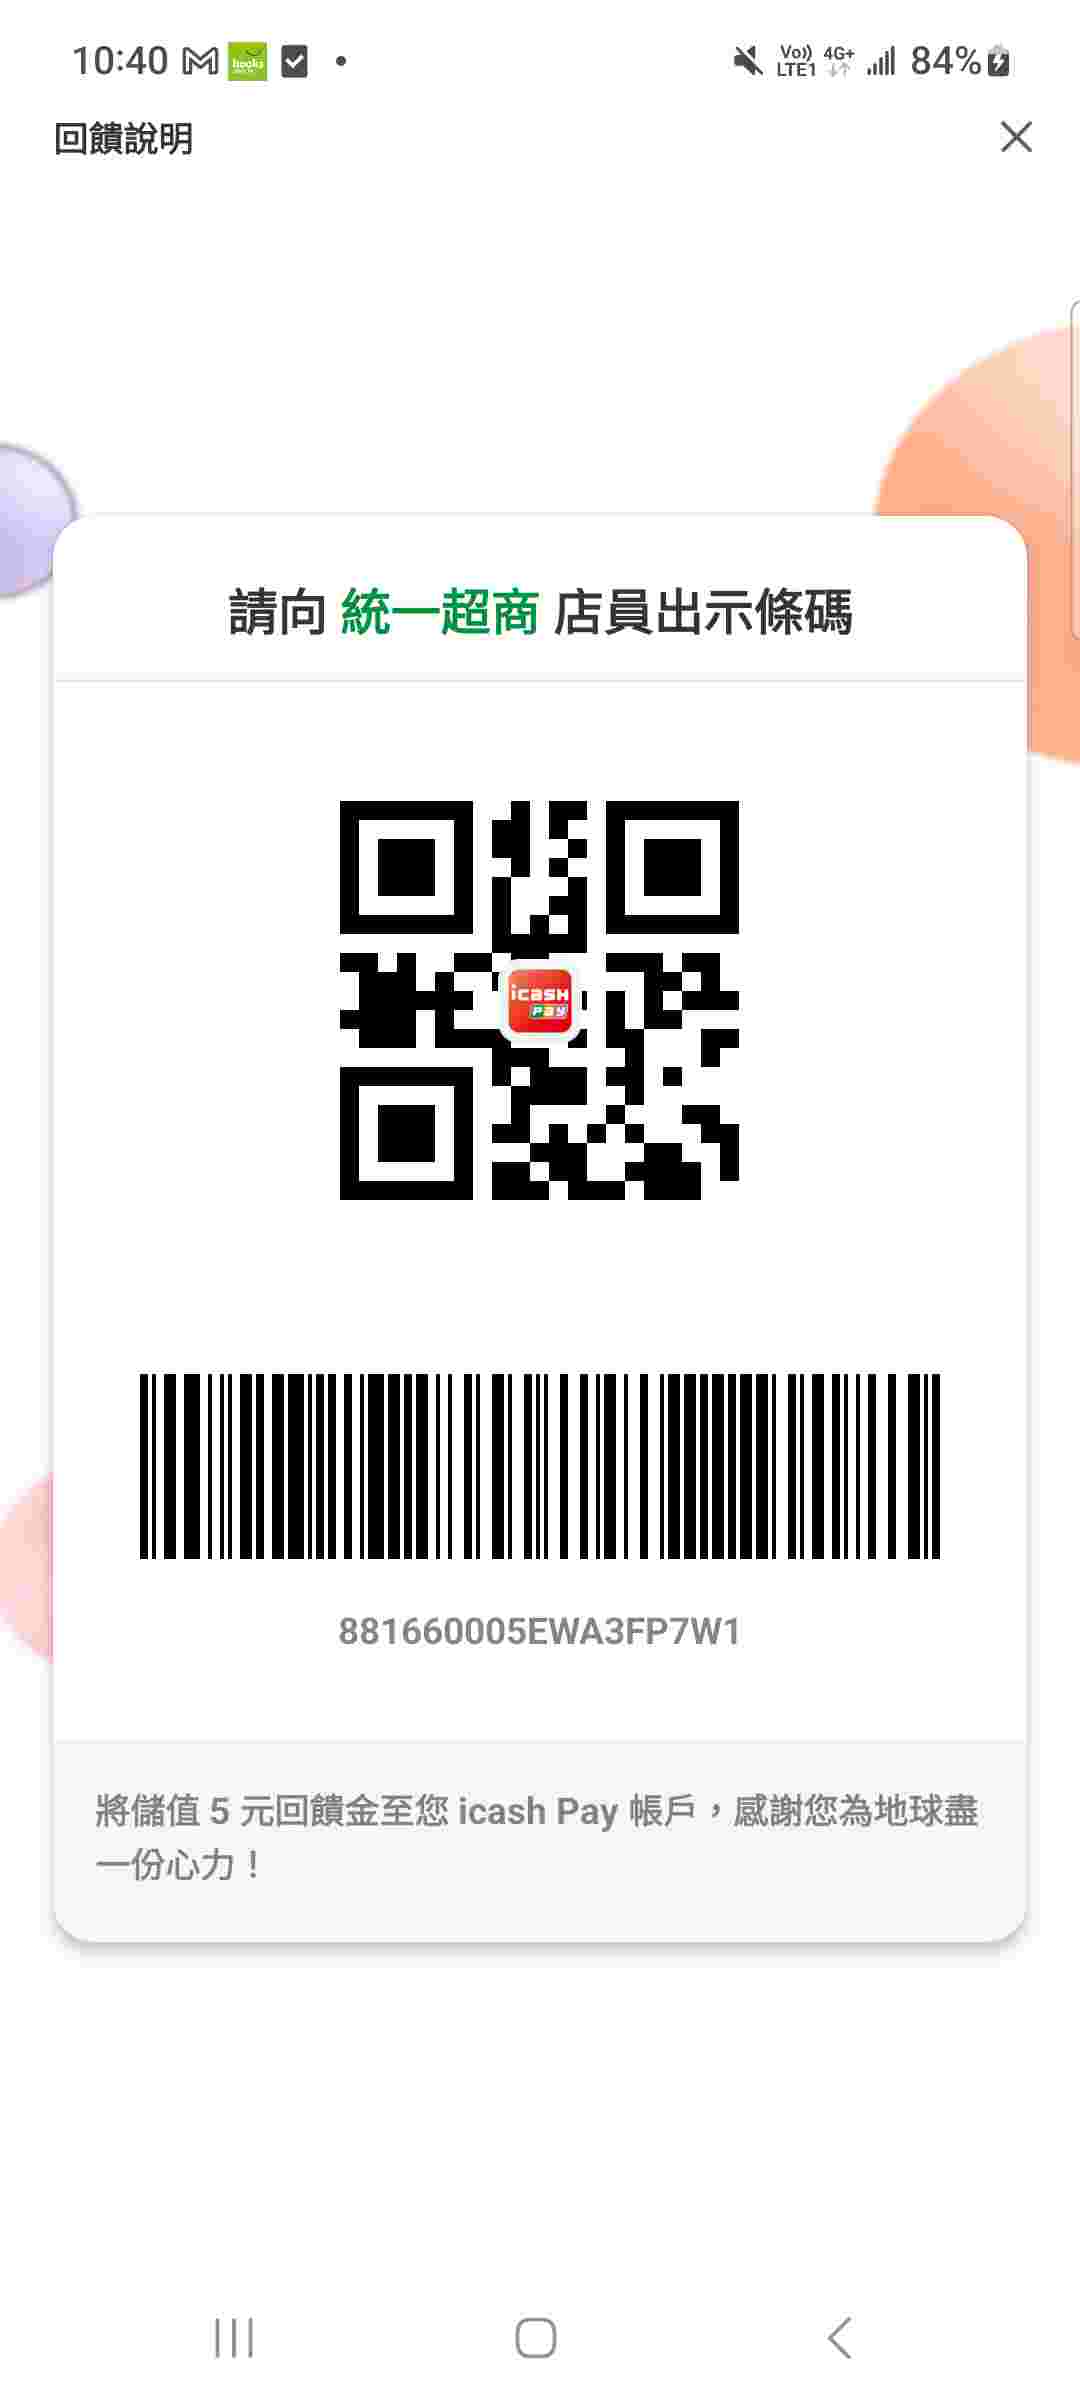 10:40
books
Vo)) LTE1 4G+ 84%
回饋說明
請向 統一超商 店員出示條碼
icash
Pay
881660005EWA3FP7W1
將儲值 5 元回饋金至您 icash Pay 帳戶，感謝您為地球盡
一份心力！